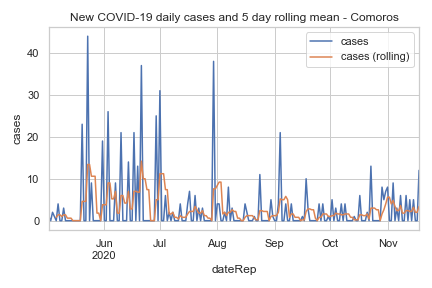 New COVID-19 daily cases and 5 day rolling mean - Comoros
cases
cases (rolling)
cases
40
30
20
10
0
Jun
2020
Jul
Aug
Sep
Oct
Nov
dateRep